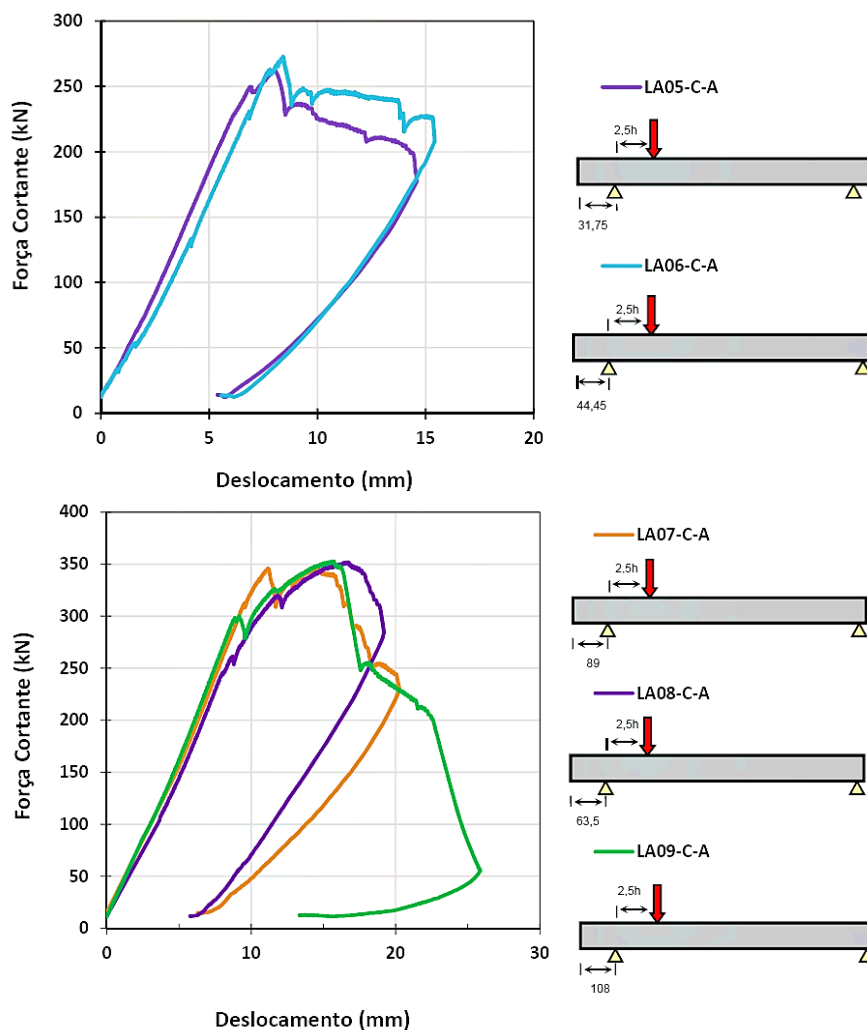 300
250
200
150
100
50
0
Força Cortante (kN)
0 5 10 15 20
Deslocamento (mm)
LA05-C-A
2,5h
31,75
LA06-C-A
2,5h
44,45
400
350
300
250
200
150
100
50
0
Força Cortante (kN)
0 10 20 30
Deslocamento (mm)
LA07-C-A
2,5h
89
LA08-C-A
2,5h
63,5
LA09-C-A
2,5h
108